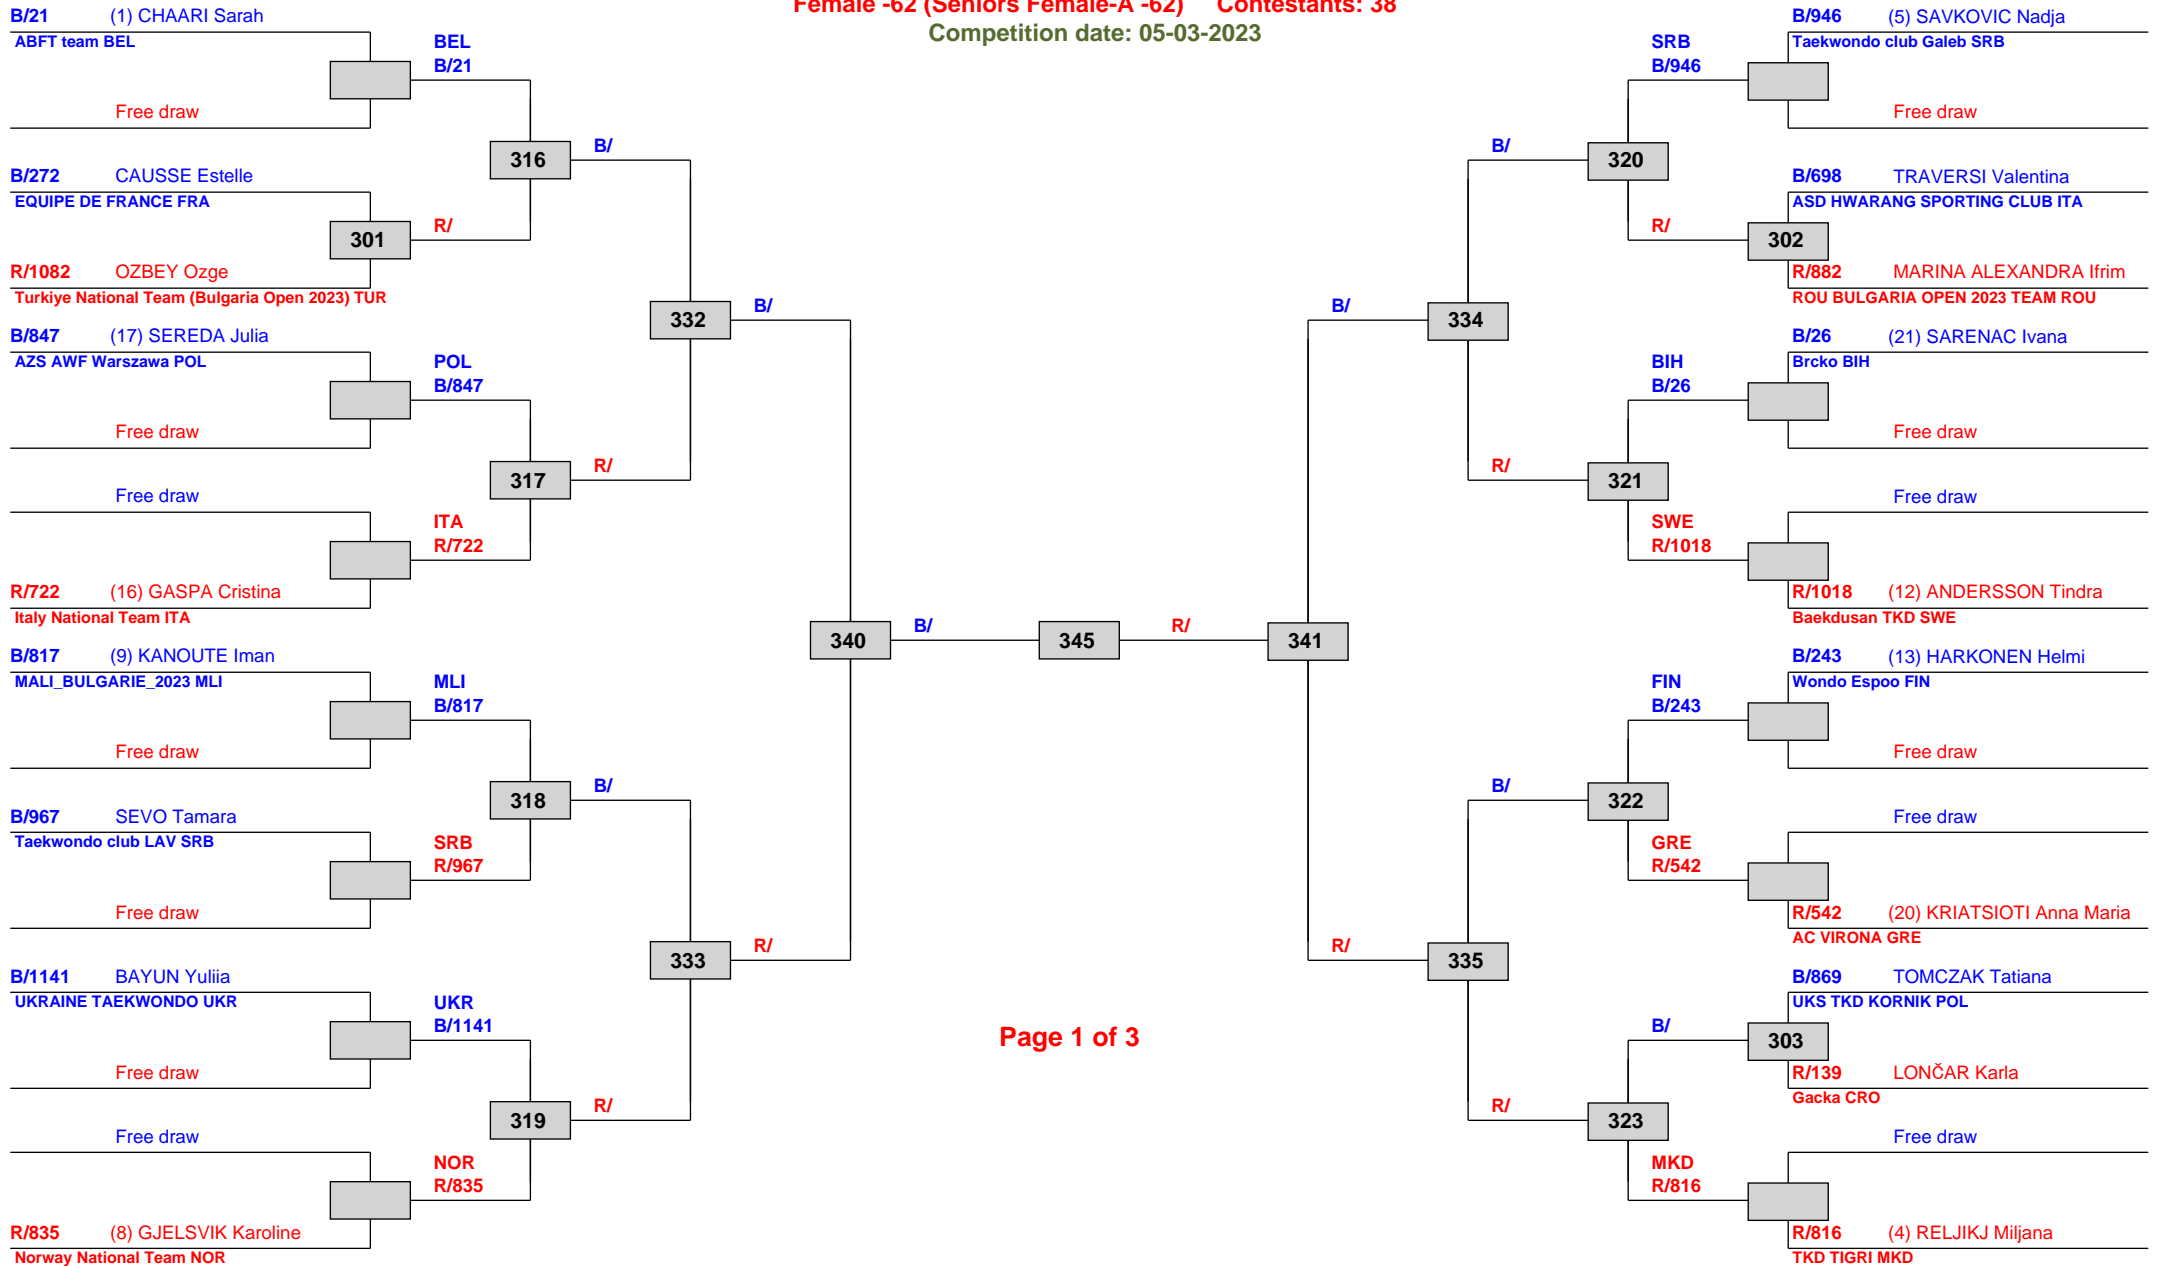 Female -62 (Seniors Female-A -62) Contestants: 38
Competition date: 05-03-2023
B/21 (1) CHAARI Sarah
ABFT team BEL
Free draw
BEL
B/21
B/272 CAUSSE Estelle
EQUIPE DE FRANCE FRA
301
R/1082 OZBEY Ozge
Turkiye National Team (Bulgaria Open 2023) TUR
R/
316
B/
B/847 (17) SEREDA Julia
AZS AWF Warszawa POL
Free draw
POL
B/847
Free draw
R/722 (16) GASPA Cristina
Italy National Team ITA
ITA
R/722
317
R/
332
B/
B/817 (9) KANOUTE Iman
MALI_BULGARIE_2023 MLI
Free draw
MLI
B/817
B/967 SEVO Tamara
Taekwondo club LAV SRB
Free draw
SRB
R/967
318
B/
B/1141 BAYUN Yuliia
UKRAINE TAEKWONDO UKR
Free draw
UKR
B/1141
Free draw
R/835 (8) GJELSVIK Karoline
Norway National Team NOR
NOR
R/835
319
R/
333
R/
340
B/
345
R/
341
Page 1 of 3
B/946 (5) SAVKOVIC Nadja
Taekwondo club Galeb SRB
Free draw
SRB
B/946
B/698 TRAVERSI Valentina
ASD HWARANG SPORTING CLUB ITA
302
R/882 MARINA ALEXANDRA Ifrim
ROU BULGARIA OPEN 2023 TEAM ROU
R/
320
B/
B/26 (21) SARENAC Ivana
Brcko BIH
Free draw
BIH
B/26
Free draw
R/1018 (12) ANDERSSON Tindra
Baekdusan TKD SWE
SWE
R/1018
321
R/
334
B/
B/243 (13) HARKONEN Helmi
Wondo Espoo FIN
Free draw
FIN
B/243
Free draw
R/542 (20) KRIATSIOTI Anna Maria
AC VIRONA GRE
GRE
R/542
322
B/
B/869 TOMCZAK Tatiana
UKS TKD KORNIK POL
303
R/139 LONČAR Karla
Gacka CRO
B/
Free draw
R/816 (4) RELJIKJ Miljana
TKD TIGRI MKD
MKD
R/816
323
R/
335
R/